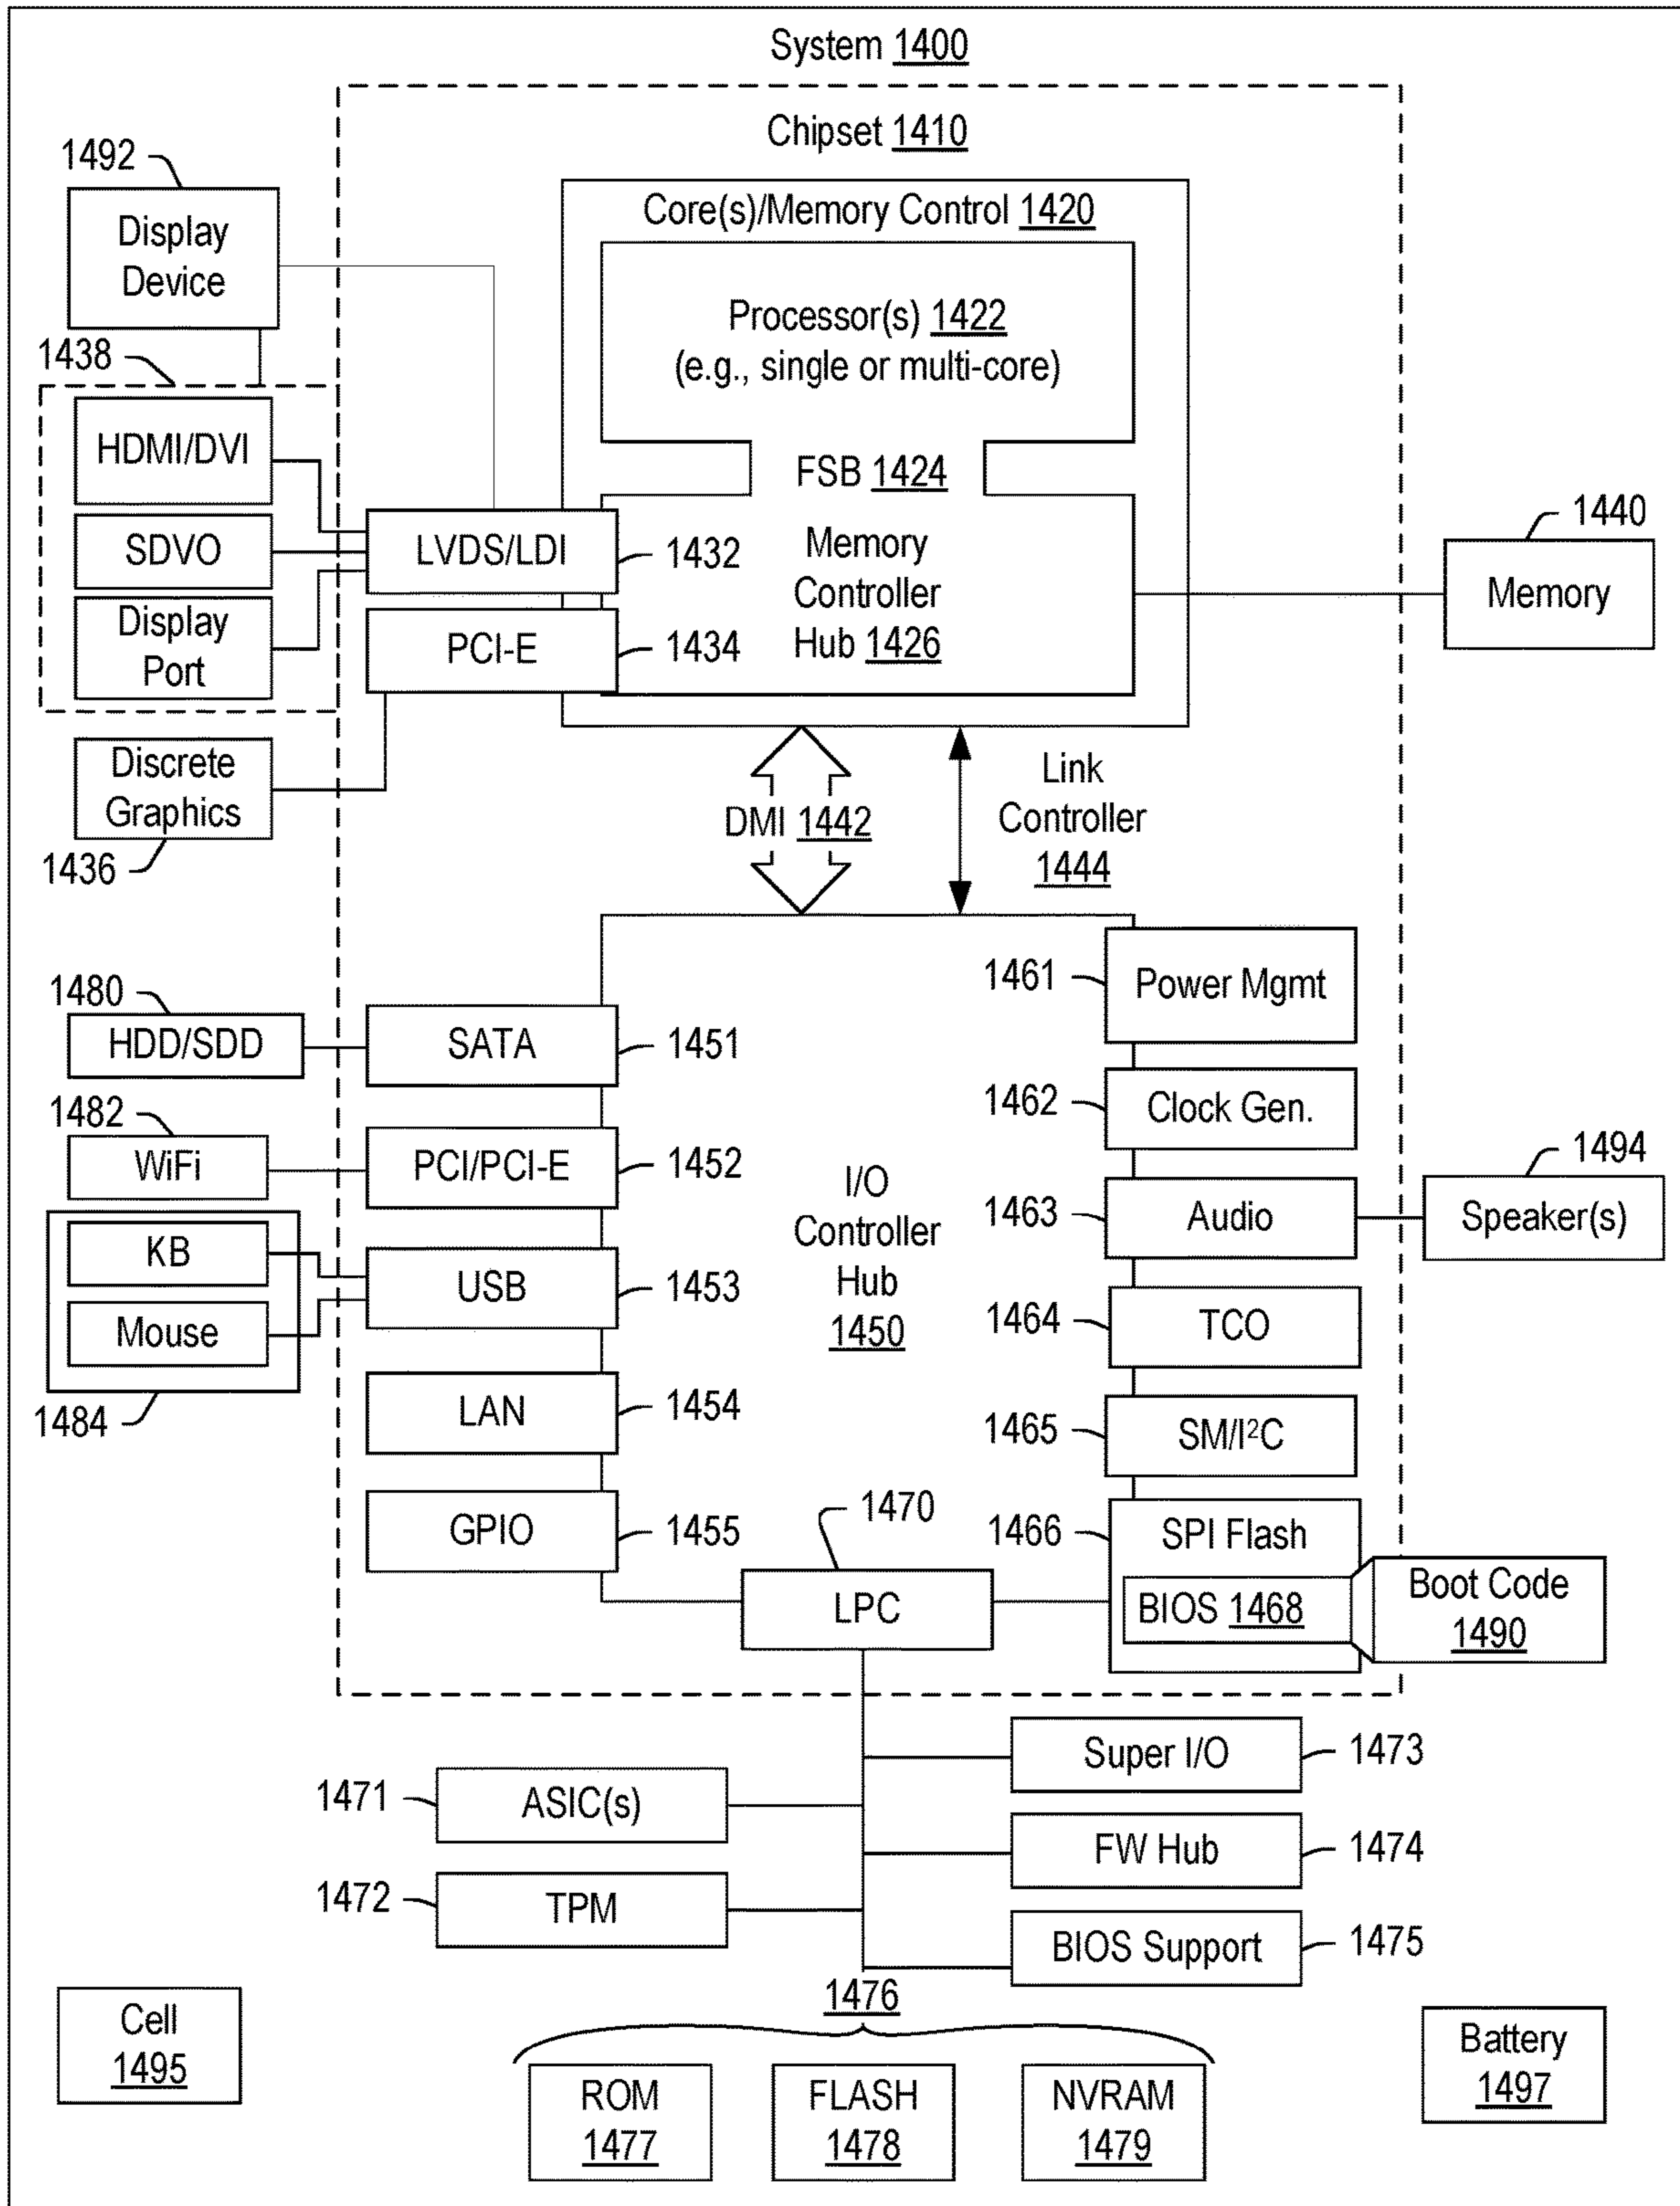 System 1400
Chipset 1410
1492
Display
Device
Core(s)/Memory Control 1420
Processor(s) 1422
(e.g., single or multi-core)
1438
HDMI/DVI
SDVO
Display
Port
FSB 1424
LVDS/LDI
1432
PCI-E
1434
Memory
Controller
Hub 1426
1440
Memory
Discrete
Graphics
1436
DMI 1442
Link
Controller
1444
1480
HDD/SDD
SATA
1451
1461
Power Mgmt
1482
WiFi
PCI/PCI-E
1452
1462
Clock Gen.
KB
Mouse
1484
USB
1453
I/O
Controller
Hub
1450
1463
Audio
1494
Speaker(s)
1464
TCO
LAN
1454
1465
SM/I²C
GPIO
1455
1470
LPC
1466
SPI Flash
BIOS 1468
Boot Code
1490
1471
ASIC(s)
Super I/O
1473
1472
TPM
FW Hub
1474
BIOS Support
1475
Cell
1495
1476
ROM
1477
FLASH
1478
NVRAM
1479
Battery
1497